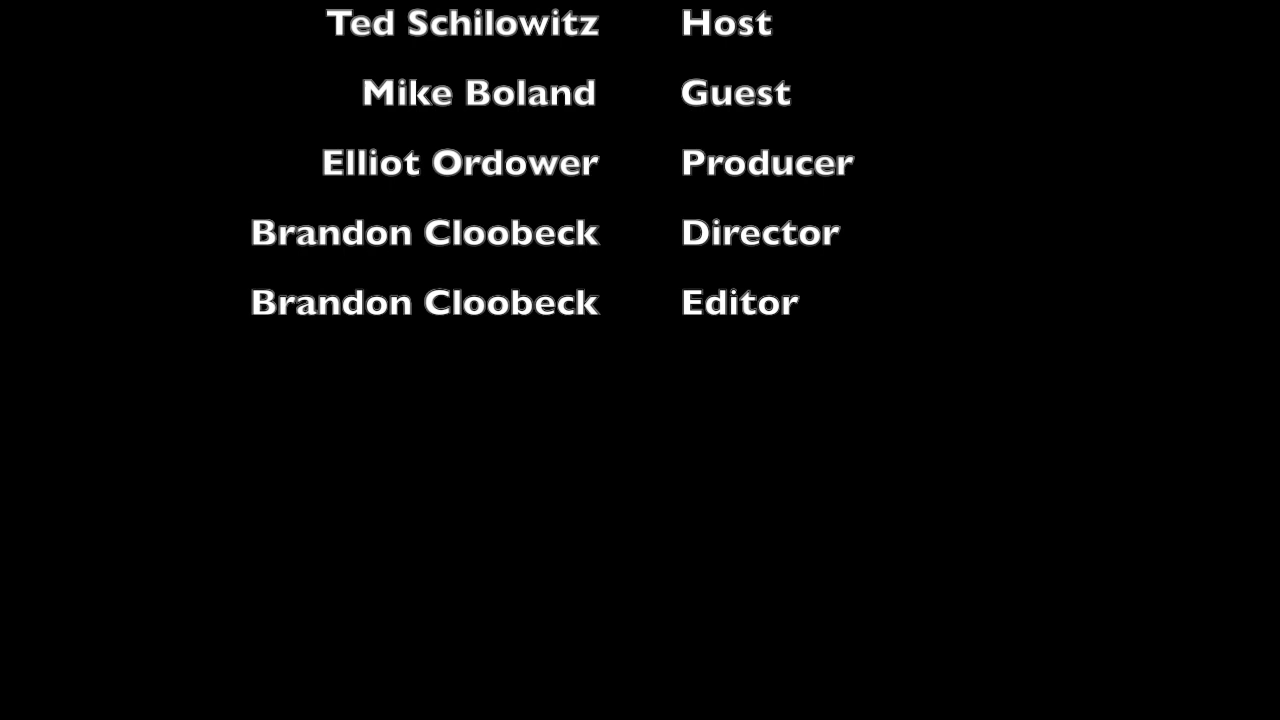 Ted Schilowitz Host
Mike Boland Guest
Elliot Ordower Producer
Brandon Cloobeck Director
Brandon Cloobeck Editor